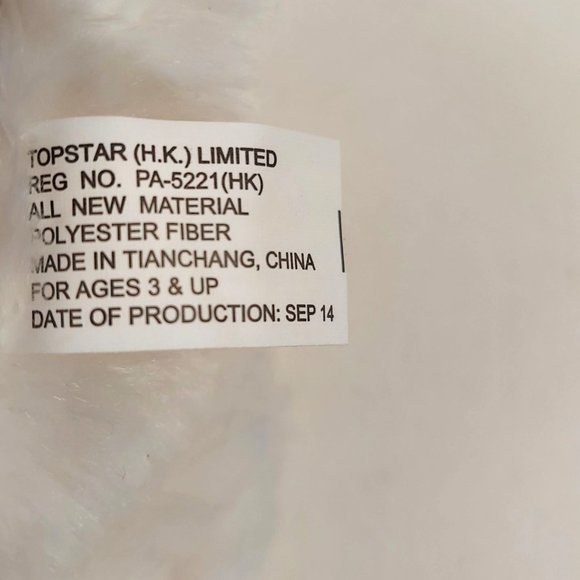 TOPSTAR (H.K.) LIMITED
REG NO. PA-5221(HK)
ALL NEW MATERIAL
POLYESTER FIBER
MADE IN TIANCHANG, CHINA
FOR AGES 3 & UP
DATE OF PRODUCTION: SEP 14